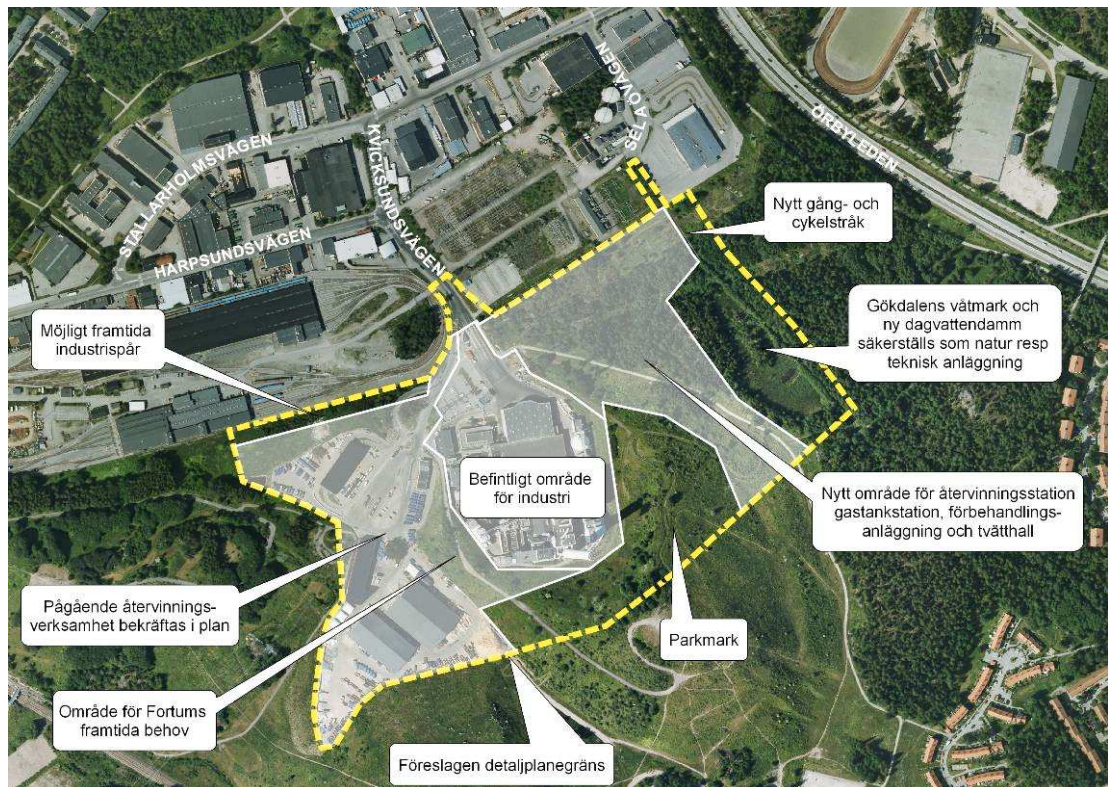 STALLARHOLMSVÄGEN
HARPSUNDSVÄGEN
KVICKSUNDSVÄGEN
SELAÖVÄGEN
ÖRBYLEDEN
Nytt gång- och
cykelstråk
Möjligt framtida
industrispår
Gökdalens våtmark och
ny dagvattendamm
säkerställs som natur resp
teknisk anläggning
Befintligt område
för industri
Nytt område för återvinningsstation
gastankstation, förbehandlings-
anläggning och tvätthall
Pågående återvinnings-
verksamhet bekräftas i plan
Parkmark
Område för Fortums
framtida behov
Föreslagen detaljplanegräns